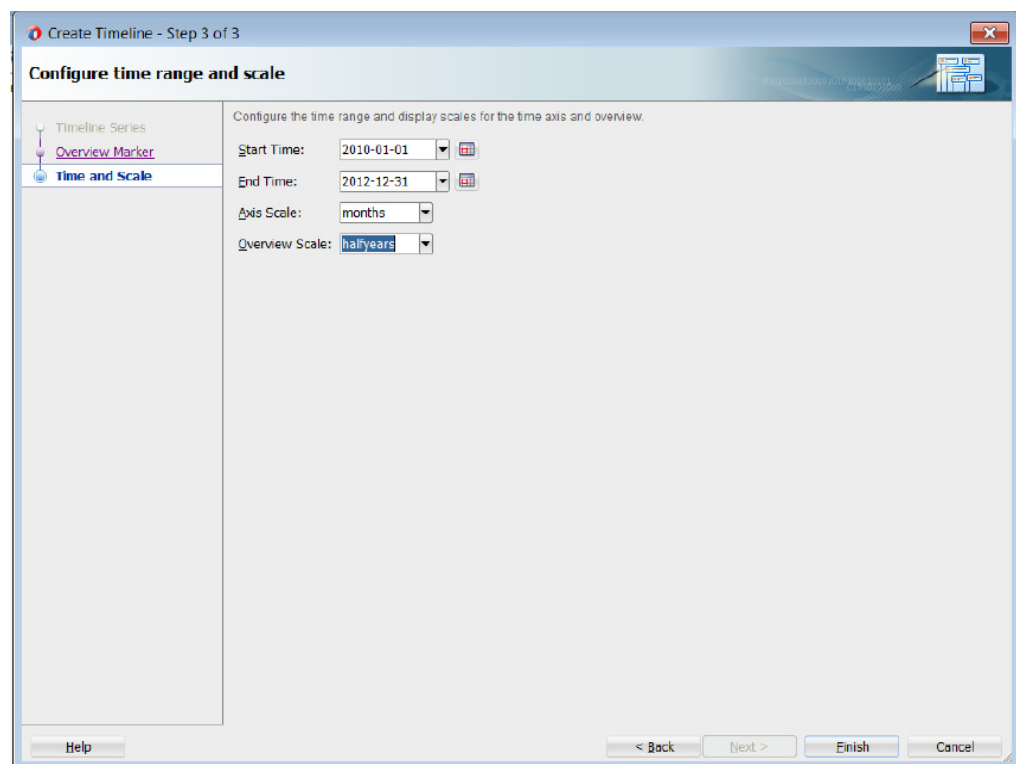 Create Timeline - Step 3 of 3
Configure time range and scale
Timeline Series
Overview Marker
Time and Scale
Configure the time range and display scales for the time axis and overview.
Start Time: 2010-01-01
End Time: 2012-12-31
Axis Scale: months
Overview Scale: halfyears
Help
< Back
Next >
Finish
Cancel